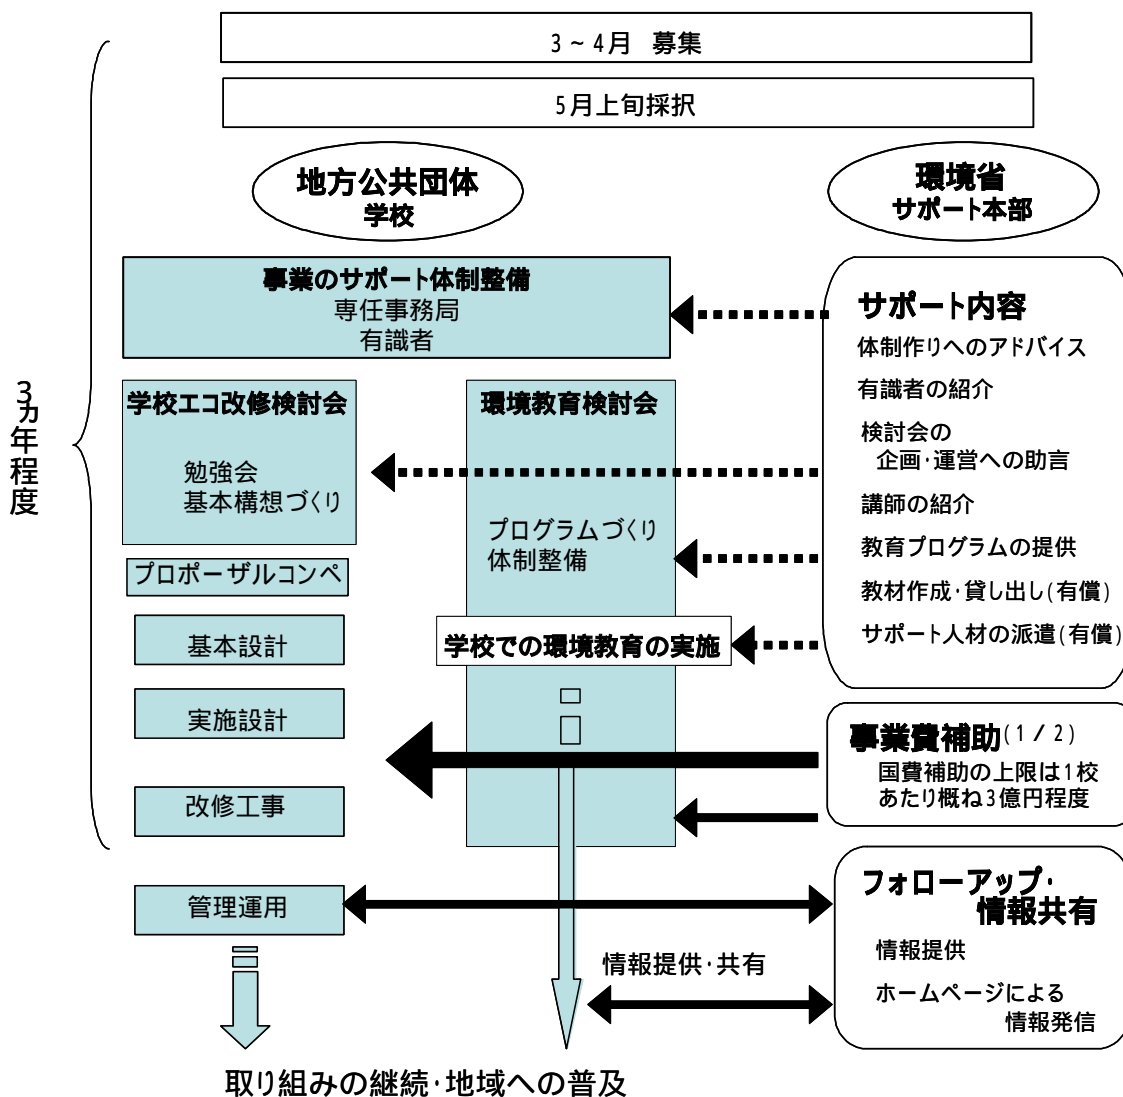 3～4月 募集
5月上旬採択
地方公共団体
学校
環境省
サポート本部
3ヵ年程度
事業のサポート体制整備
専任事務局
有識者
学校エコ改修検討会
勉強会
基本構想づくり
プロポーザルコンペ
基本設計
実施設計
改修工事
管理運用
環境教育検討会
プログラムづくり
体制整備
学校での環境教育の実施
サポート内容
体制作りへのアドバイス
有識者の紹介
検討会の
企画･運営への助言
講師の紹介
教育プログラムの提供
教材作成･貸し出し(有償)
サポート人材の派遣(有償)
事業費補助(1/2)
国費補助の上限は1校
あたり概ね3億円程度
フォローアップ･
情報共有
情報提供
ホームページによる
情報発信
情報提供･共有
取り組みの継続･地域への普及